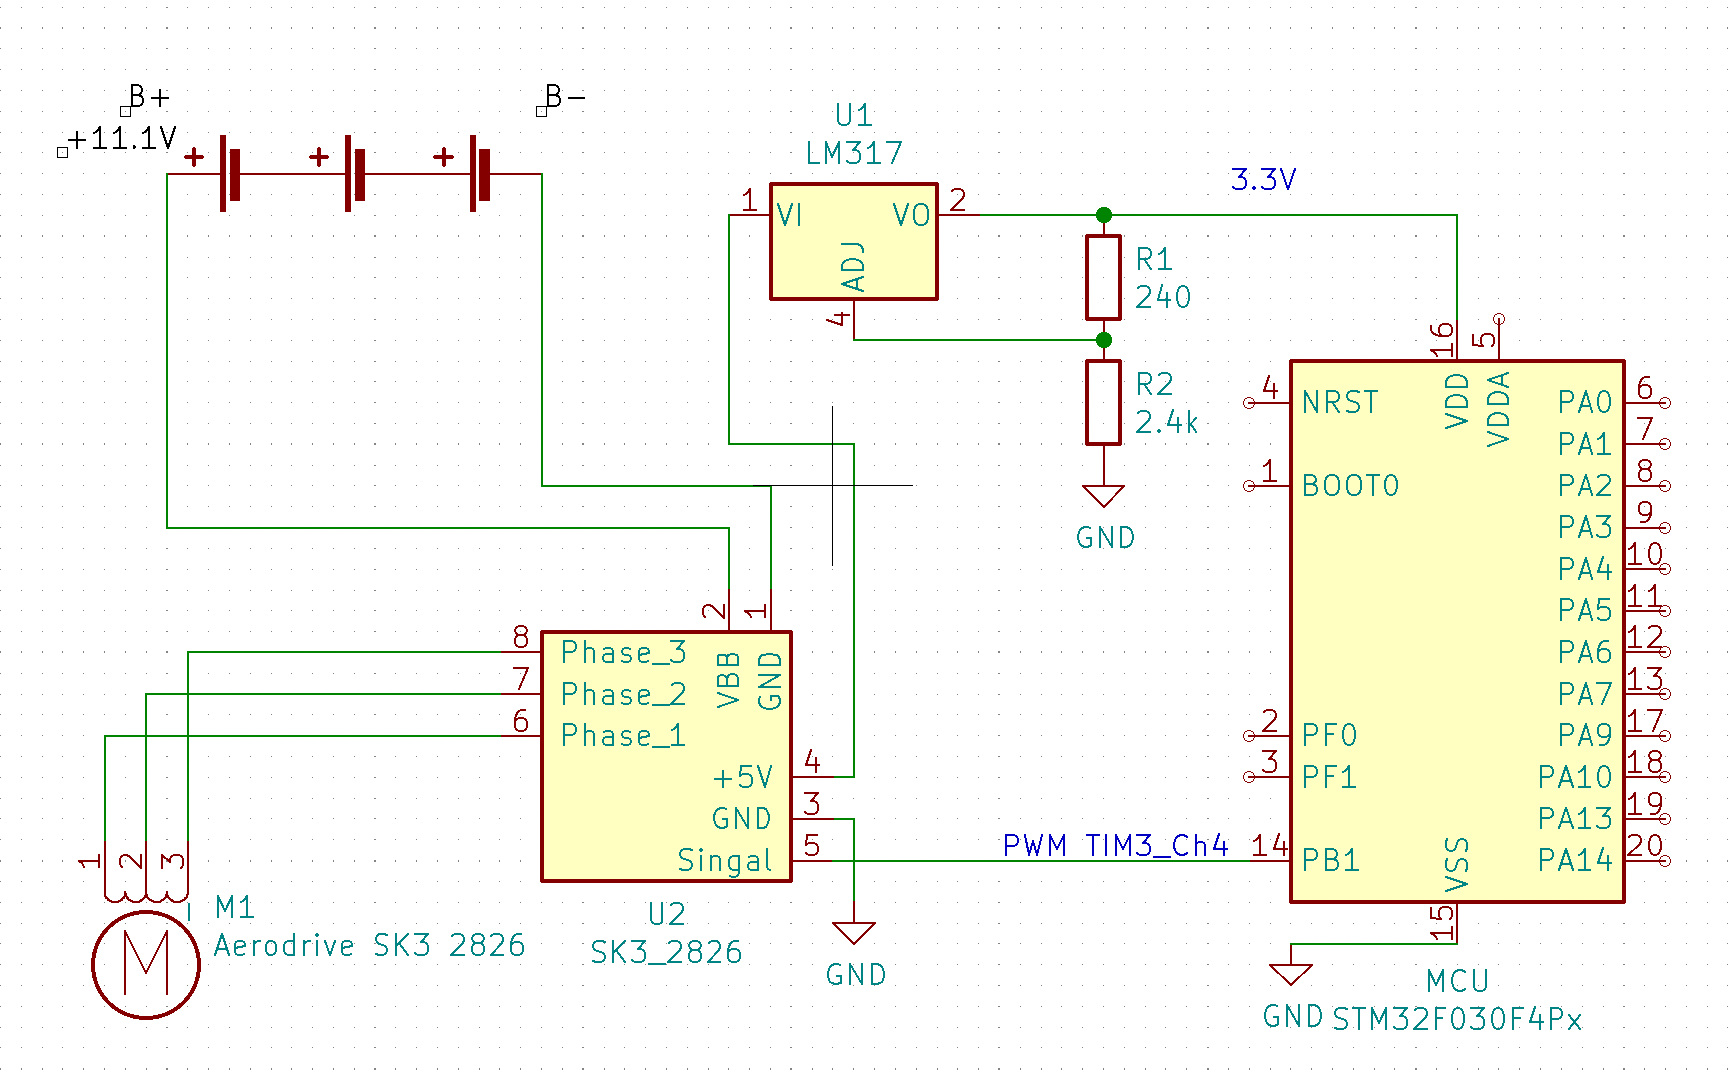 B+
B-
+11.1V
+
+
+
U1
LM317
1
VI
VO
2
ADJ
4
3.3V
R1
240
R2
2.4k
GND
16
5
VDD
VDDA
4
NRST
1
BOOT0
2
PF0
3
PF1
14
PB1
PA0
6
PA1
7
PA2
8
PA3
9
PA4
10
PA5
11
PA6
12
PA7
13
PA9
17
PA10
18
PA13
19
PA14
20
VSS
15
MCU
STM32F030F4Px
GND
2
1
8
Phase_3
7
Phase_2
6
Phase_1
VBB
GND
+5V
4
GND
3
Singal
5
PWM TIM3_Ch4
U2
SK3_2826
GND
1
2
3
M1
Aerodrive SK3 2826
M